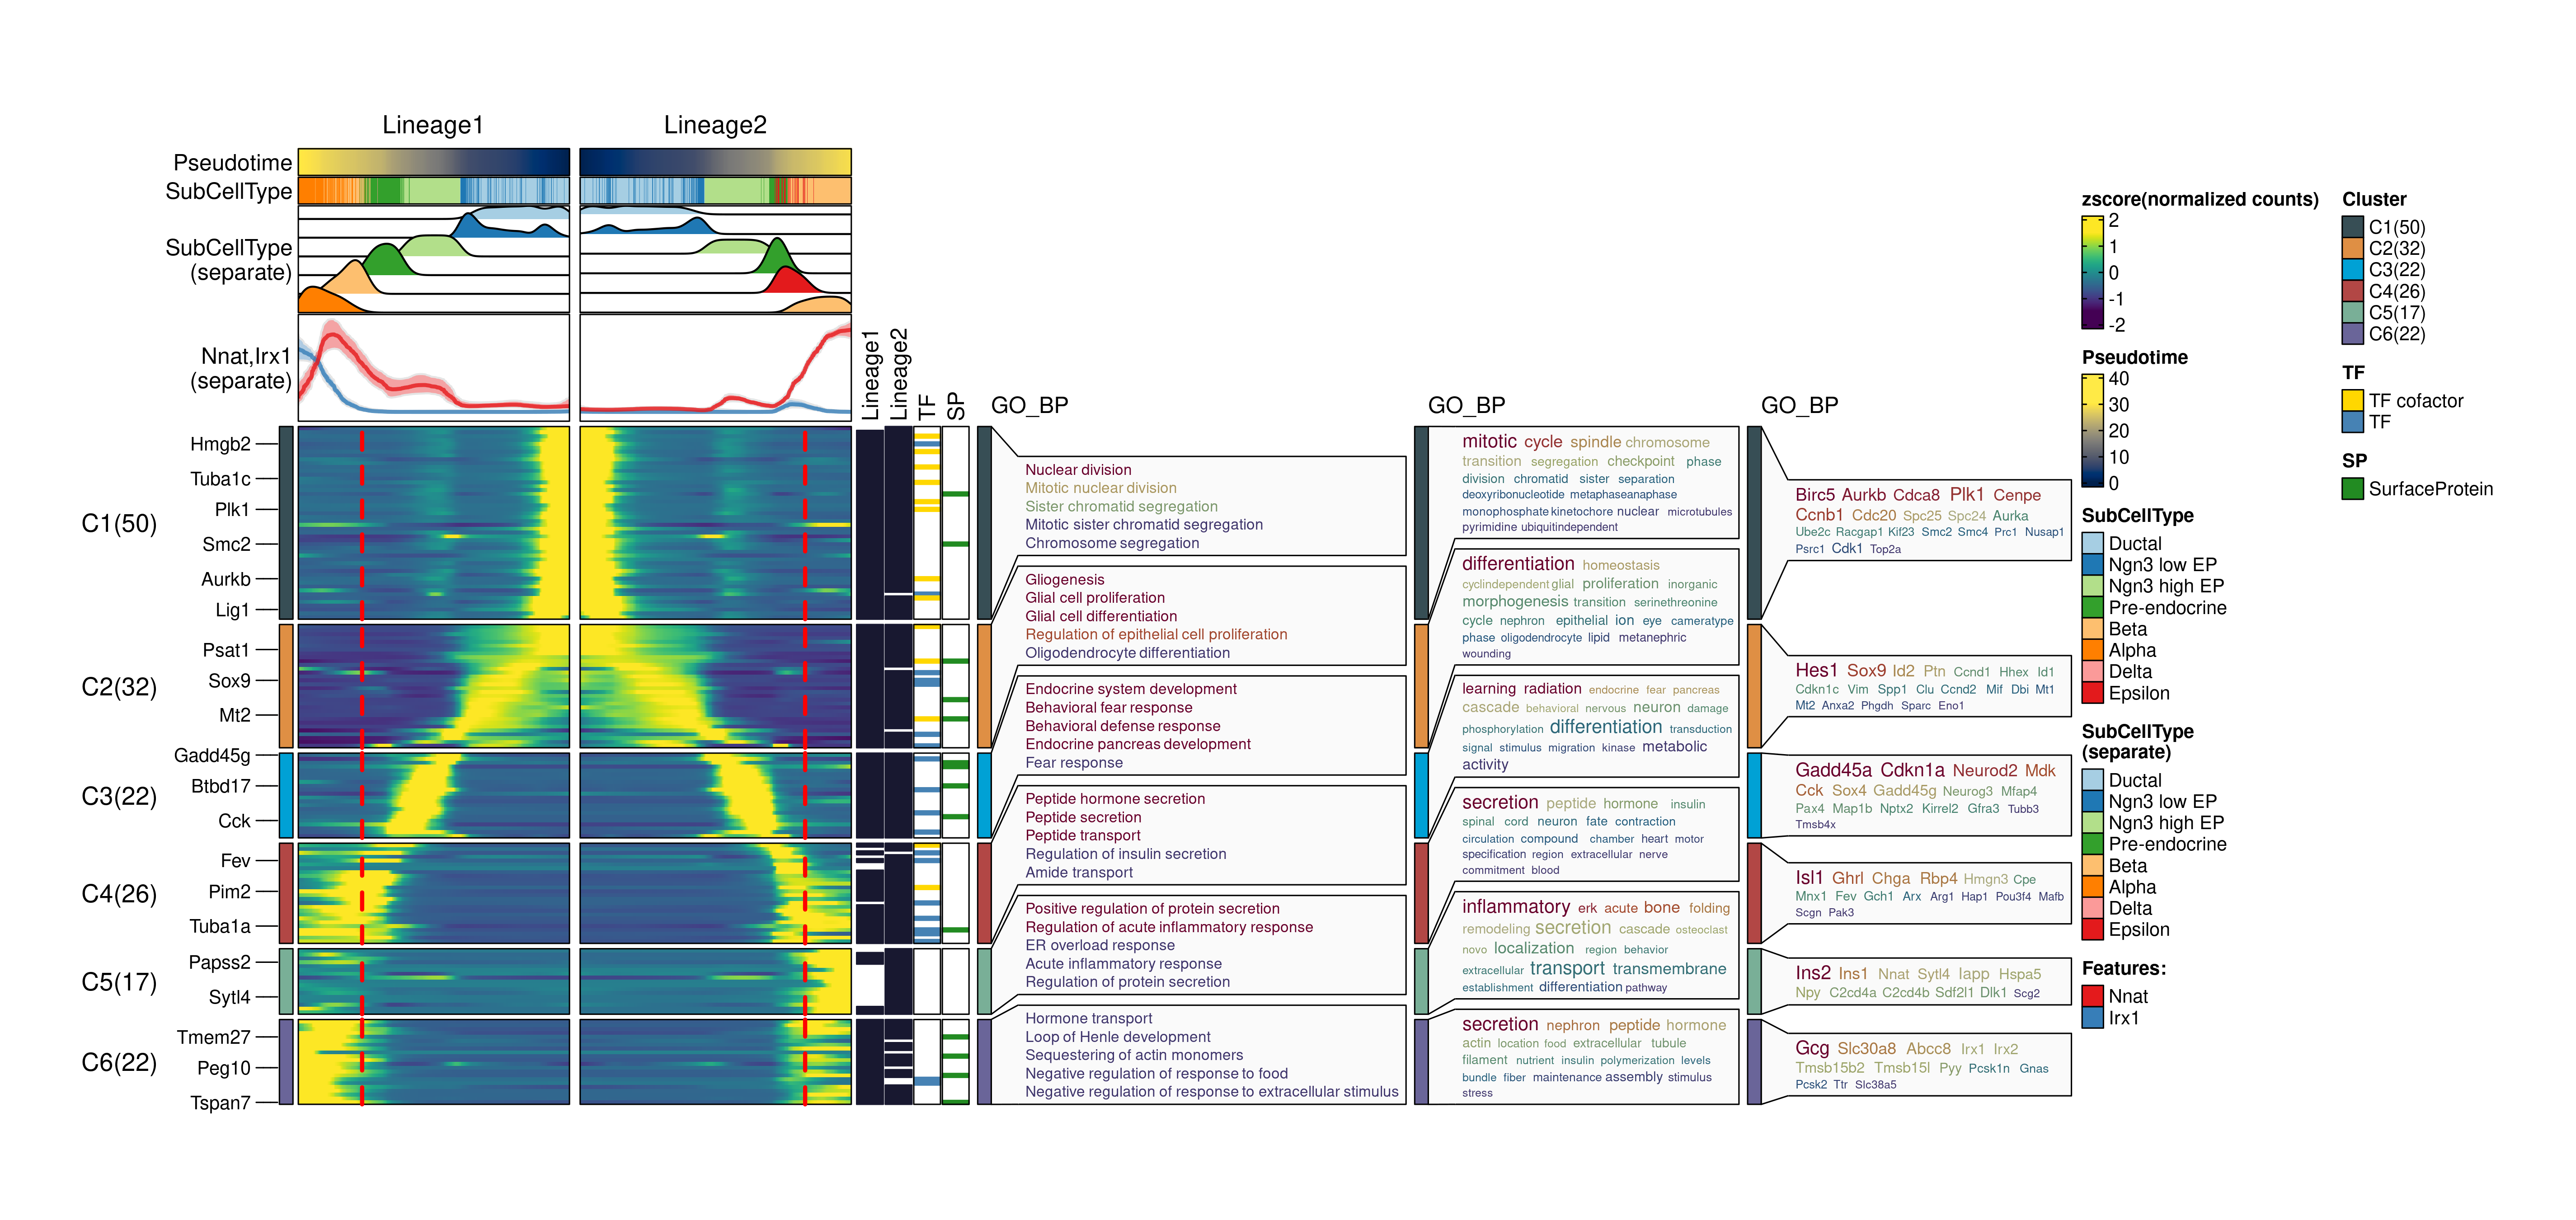 Lineage1
Lineage2
Pseudotime
SubCellType
SubCellType
(separate)
Nnat,Irx1
(separate)
Lineage1
Lineage2
TF
SP
GO_BP
GO_BP
GO_BP
C1(50)
Hmgb2
Tuba1c
Plk1
Smc2
Aurkb
Lig1
C2(32)
Psat1
Sox9
Mt2
C3(22)
Gadd45g
Btbd17
Cck
C4(26)
Fev
Pim2
Tuba1a
C5(17)
Papss2
Sytl4
C6(22)
Tmem27
Peg10
Tspan7
Nuclear division
Mitotic nuclear division
Sister chromatid segregation
Mitotic sister chromatid segregation
Chromosome segregation
Gliogenesis
Glial cell proliferation
Glial cell differentiation
Regulation of epithelial cell proliferation
Oligodendrocyte differentiation
Endocrine system development
Behavioral fear response
Behavioral defense response
Endocrine pancreas development
Fear response
Peptide hormone secretion
Peptide secretion
Peptide transport
Regulation of insulin secretion
Amide transport
Positive regulation of protein secretion
Regulation of acute inflammatory response
ER overload response
Acute inflammatory response
Regulation of protein secretion
Hormone transport
Loop of Henle development
Sequestering of actin monomers
Negative regulation of response to food
Negative regulation of response to extracellular stimulus
mitotic cycle spindle chromosome
transition segregation checkpoint phase
division chromatid sister separation
deoxyribonucleotide metaphaseanaphase
monophosphate kinetochore nuclear microtubules
pyrimidine ubiquitindependent
differentiation homeostasis
cyclindependent glial proliferation inorganic
morphogenesis transition serinethreonine
cycle nephron epithelial ion eye cameratype
phase oligodendrocyte lipid metanephric
wounding
learning radiation endocrine fear pancreas
cascade behavioral nervous neuron damage
phosphorylation differentiation transduction
signal stimulus migration kinase metabolic
activity
secretion peptide hormone insulin
spinal cord neuron fate contraction
circulation compound chamber heart motor
specification region extracellular nerve
commitment blood
inflammatory erk acute bone folding
remodeling secretion cascade osteoclast
novo localization region behavior
extracellular transport transmembrane
establishment differentiation pathway
secretion nephron peptide hormone
actin location food extracellular tubule
filament nutrient insulin polymerization levels
bundle fiber maintenance assembly stimulus
stress
Birc5 Aurkb Cdca8 Plk1 Cenpe
Ccnb1 Cdc20 Spc25 Spc24 Aurka
Ube2c Racgap1 Kif23 Smc2 Smc4 Prc1 Nusap1
Psrc1 Cdk1 Top2a
Hes1 Sox9 Id2 Ptn Ccnd1 Hhex Id1
Cdkn1c Vim Spp1 Clu Ccnd2 Mif Dbi Mt1
Mt2 Anxa2 Phgdh Sparc Eno1
Gadd45a Cdkn1a Neurod2 Mdk
Cck Sox4 Gadd45g Neurog3 Mfap4
Pax4 Map1b Nptx2 Kirrel2 Gfra3 Tubb3
Tmsb4x
Isl1 Ghrl Chga Rbp4 Hmgn3 Cpe
Mnx1 Fev Gch1 Arx Arg1 Hap1 Pou3f4 Mafb
Scgn Pak3
Ins2 Ins1 Nnat Sytl4 Iapp Hspa5
Npy C2cd4a C2cd4b Sdf2l1 Dlk1 Scg2
Gcg Slc30a8 Abcc8 Irx1 Irx2
Tmsb15b2 Tmsb15l Pyy Pcsk1n Gnas
Pcsk2 Ttr Slc38a5
zscore(normalized counts)
2
1
0
-1
-2
Pseudotime
40
30
20
10
0
SubCellType
Ductal
Ngn3 low EP
Ngn3 high EP
Pre-endocrine
Beta
Alpha
Delta
Epsilon
SubCellType
(separate)
Ductal
Ngn3 low EP
Ngn3 high EP
Pre-endocrine
Beta
Alpha
Delta
Epsilon
Features:
Nnat
Irx1
Cluster
C1(50)
C2(32)
C3(22)
C4(26)
C5(17)
C6(22)
TF
TF cofactor
TF
SP
SurfaceProtein